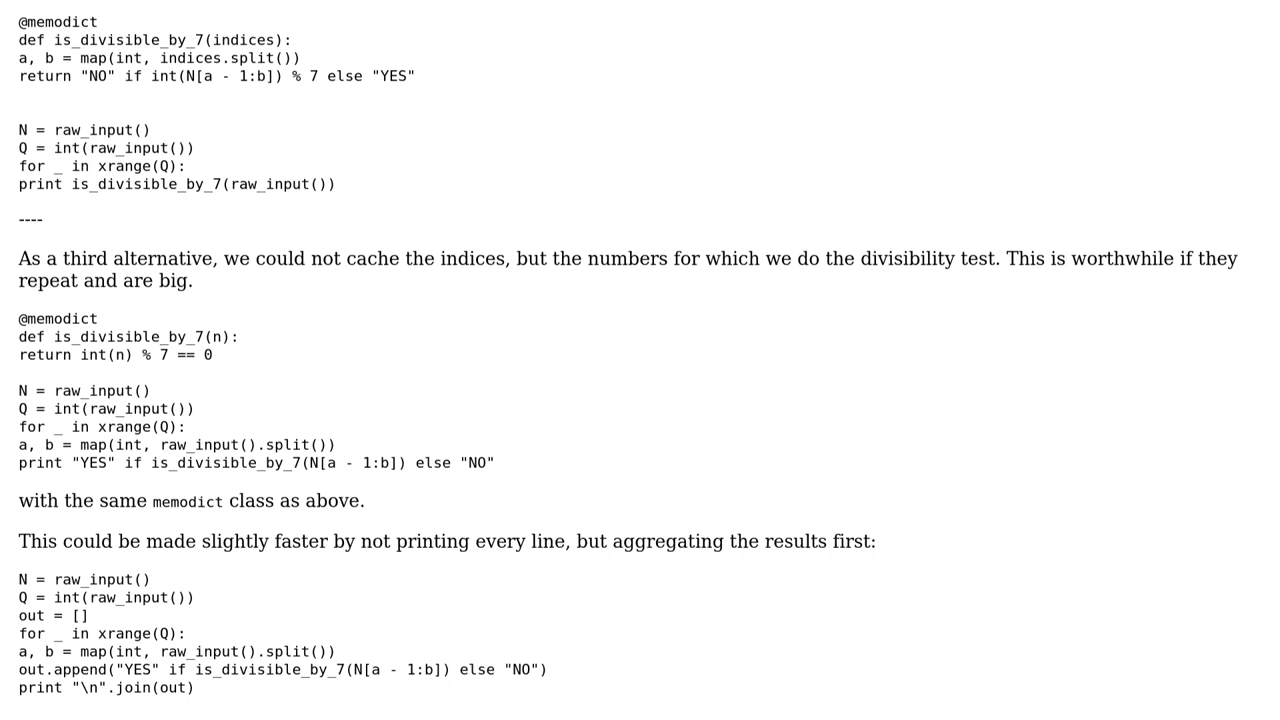 @memodict
def is_divisible_by_7(indices):
a, b = map(int, indices.split())
return "NO" if int(N[a - 1:b]) % 7 else "YES"
N = raw_input()
Q = int(raw_input())
for _ in xrange(Q):
print is_divisible_by_7(raw_input())
----
As a third alternative, we could not cache the indices, but the numbers for which we do the divisibility test. This is worthwhile if they
repeat and are big.
@memodict
def is_divisible_by_7(n):
return int(n) % 7 == 0
N = raw_input()
Q = int(raw_input())
for _ in xrange(Q):
a, b = map(int, raw_input().split())
print "YES" if is_divisible_by_7(N[a - 1:b]) else "NO"
with the same memodict class as above.
This could be made slightly faster by not printing every line, but aggregating the results first:
N = raw_input()
Q = int(raw_input())
out = []
for _ in xrange(Q):
a, b = map(int, raw_input().split())
out.append("YES" if is_divisible_by_7(N[a - 1:b]) else "NO")
print "\n".join(out)